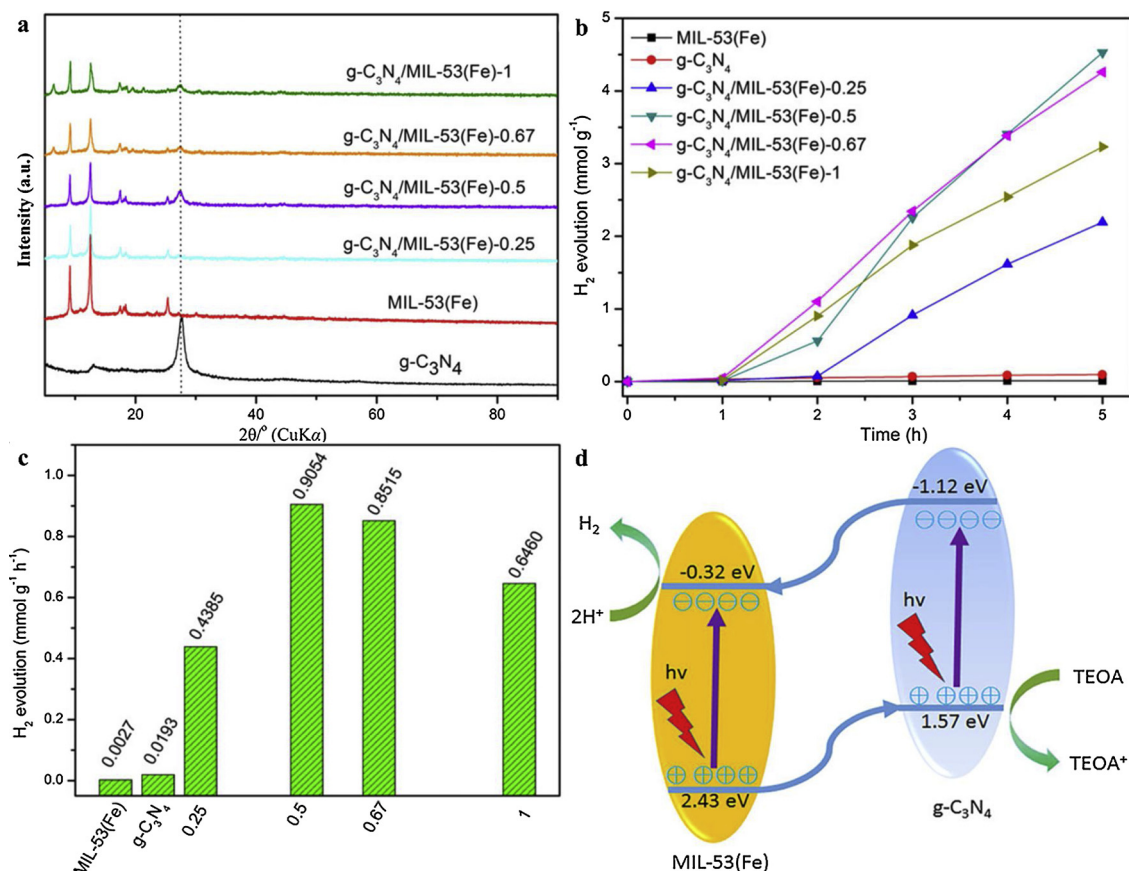 a
g-C₃N₄/MIL-53(Fe)-1
g-C₃N₄/MIL-53(Fe)-0.67
g-C₃N₄/MIL-53(Fe)-0.5
g-C₃N₄/MIL-53(Fe)-0.25
MIL-53(Fe)
g-C₃N₄
Intensity (a.u.)
20 40 60 80
2θ/° (CuKα)
b
MIL-53(Fe)
g-C₃N₄
g-C₃N₄/MIL-53(Fe)-0.25
g-C₃N₄/MIL-53(Fe)-0.5
g-C₃N₄/MIL-53(Fe)-0.67
g-C₃N₄/MIL-53(Fe)-1
H₂ evolution (mmol g⁻¹)
5
4
3
2
1
0
0 1 2 3 4 5
Time (h)
c
H₂ evolution (mmol g⁻¹ h⁻¹)
1.0
0.8
0.6
0.4
0.2
0.0
0.0027
0.0193
0.4385
0.9054
0.8515
0.6460
MIL-53(Fe)
g-C₃N₄
0.25
0.5
0.67
1
d
H₂
2H⁺
-0.32 eV
hv
2.43 eV
MIL-53(Fe)
-1.12 eV
hv
1.57 eV
g-C₃N₄
TEOA
TEOA⁺